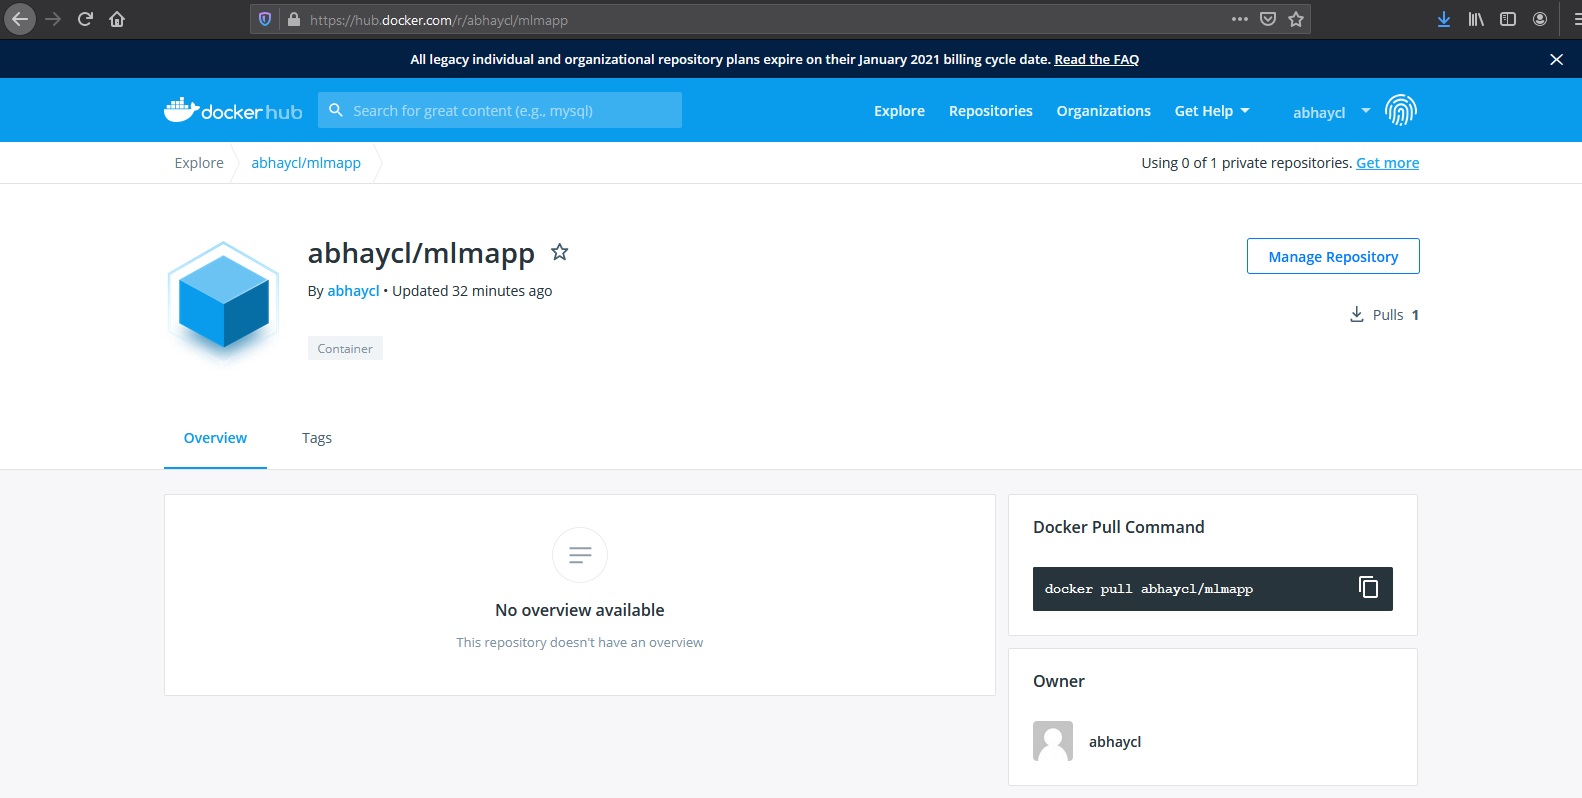 https://hub.docker.com/r/abhaycl/mlmapp
All legacy individual and organizational repository plans expire on their January 2021 billing cycle date. Read the FAQ
docker hub
Search for great content (e.g., mysql)
Explore
Repositories
Organizations
Get Help
abhaycl
Explore
abhaycl/mlmapp
Using 0 of 1 private repositories. Get more
abhaycl/mlmapp
Manage Repository
By abhaycl • Updated 32 minutes ago
Pulls 1
Container
Overview
Tags
No overview available
This repository doesn't have an overview
Docker Pull Command
docker pull abhaycl/mlmapp
Owner
abhaycl